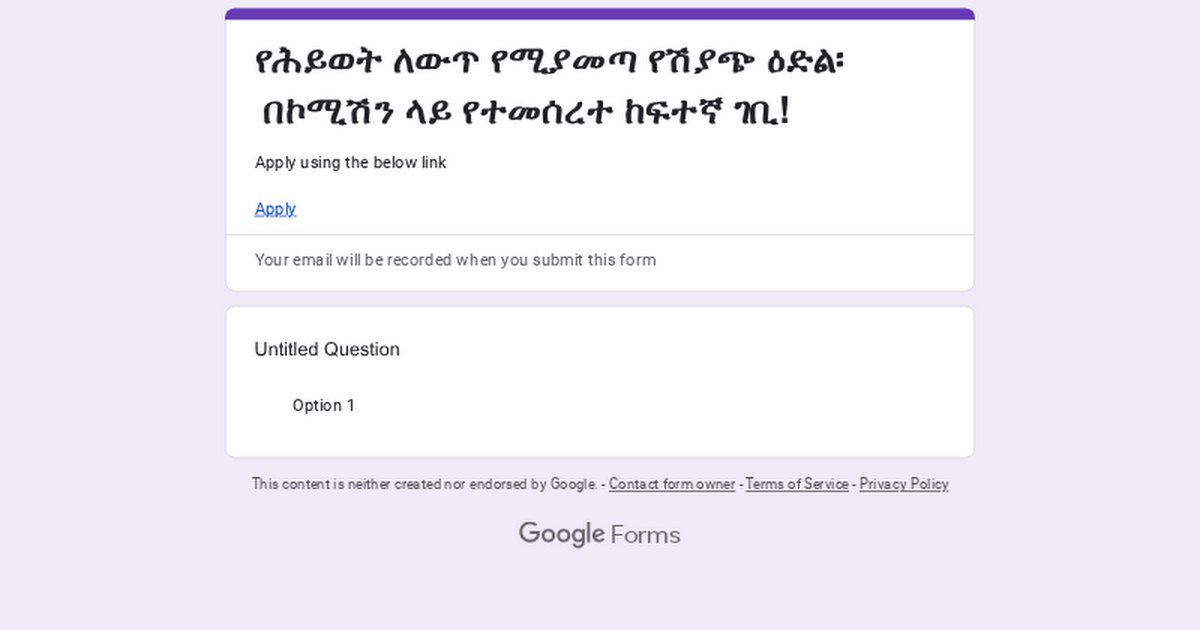 የሕይወት ለውጥ የሚያመጣ የሽያጭ ዕድል፡
በኮሚሽን ላይ የተመሰረተ ከፍተኛ ገቢ!
Apply using the below link
Apply
Your email will be recorded when you submit this form
Untitled Question
Option 1
This content is neither created nor endorsed by Google. - Contact form owner - Terms of Service - Privacy Policy
Google Forms